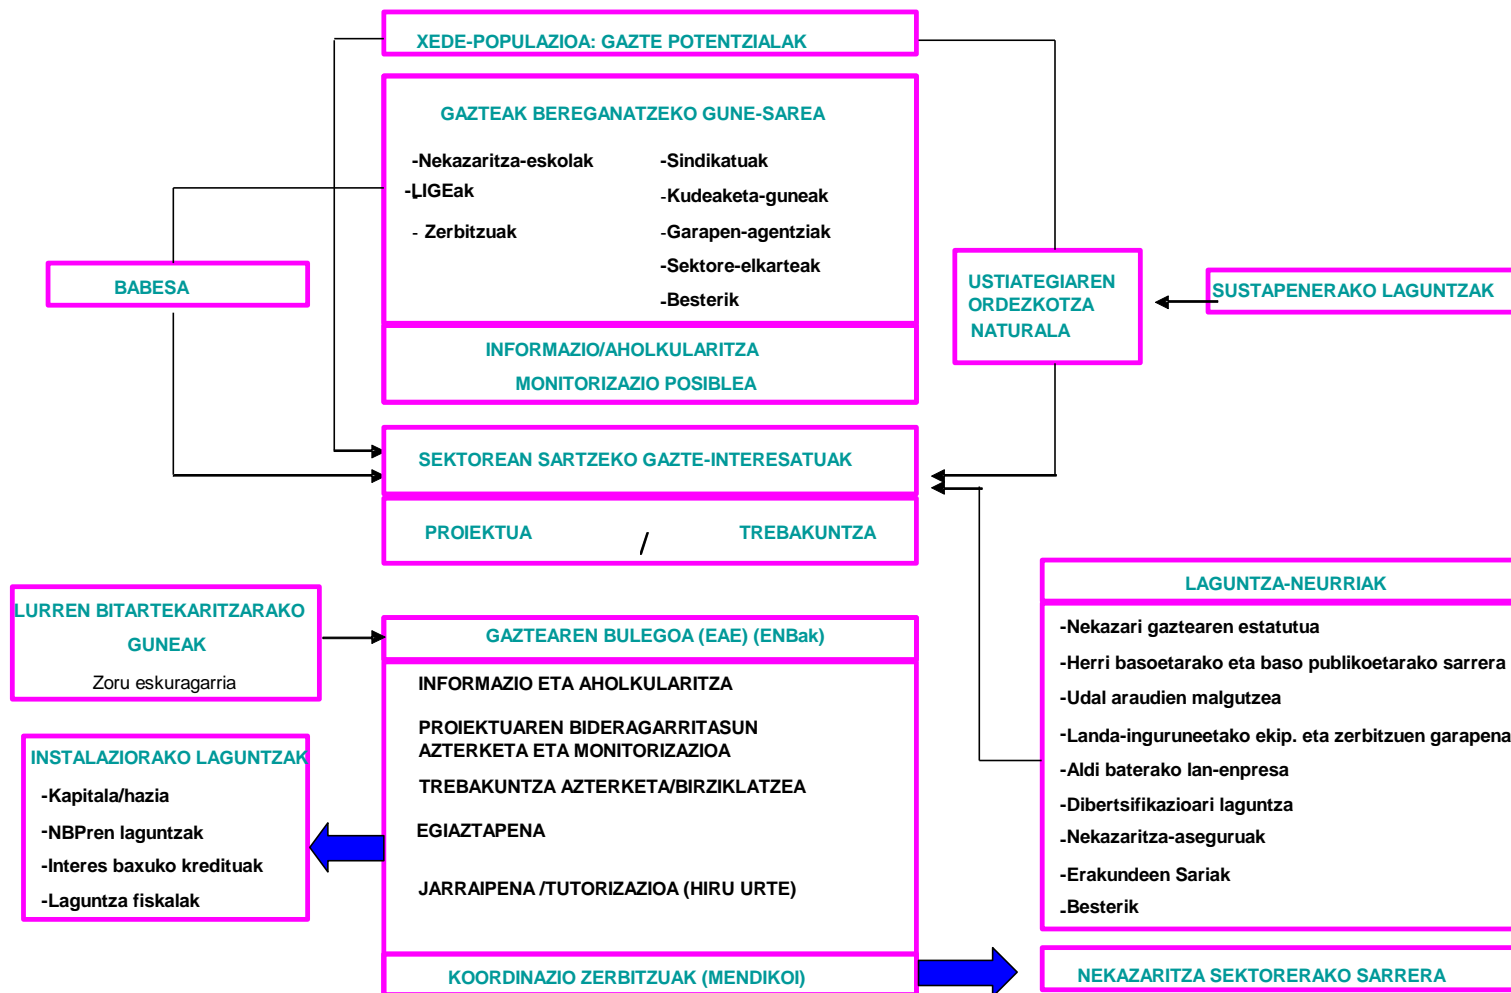 XEDE-POPULAZIOA: GAZTE POTENTZIALAK
GAZTEAK BEREGANATZEKO GUNE-SAREA
-Nekazaritza-eskolak
-LIGEak
- Zerbitzuak
-Sindikatuak
-Kudeaketa-guneak
-Garapen-agentziak
-Sektore-elkarteak
-Besterik
INFORMAZIO/AHOLKULARITZA
MONITORIZAZIO POSIBLEA
BABESA
USTIATEGIAREN
ORDEZKOTZA
NATURALA
SUSTAPENERAKO LAGUNTZAK
SEKTOREAN SARTZEKO GAZTE-INTERESATUAK
PROIEKTUA / TREBAKUNTZA
LURREN BITARTEKARITZARAKO
GUNEAK
Zoru eskuragarria
GAZTEAREN BULEGOA (EAE) (ENBak)
INFORMAZIO ETA AHOLKULARITZA
PROIEKTUAREN BIDERAGARRITASUN
AZTERKETA ETA MONITORIZAZIOA
TREBAKUNTZA AZTERKETA/BIRZIKLATZEA
EGIAZTAPENA
JARRAIPENA /TUTORIZAZIOA (HIRU URTE)
KOORDINAZIO ZERBITZUAK (MENDIKOI)
INSTALAZIORAKO LAGUNTZAK
-Kapitala/hazia
-NBPren laguntzak
-Interes baxuko kredituak
-Laguntza fiskalak
LAGUNTZA-NEURRIAK
-Nekazari gaztearen estatutua
-Herri basoetarako eta baso publikoetarako sarrera
-Udal araudien malgutzea
-Landa-inguruneetako ekip. eta zerbitzuen garapena
-Aldi baterako lan-enpresa
-Dibertsifikazioari laguntza
-Nekazaritza-aseguruak
-Erakundeen Sariak
-Besterik
NEKAZARITZA SEKTORERAKO SARRERA